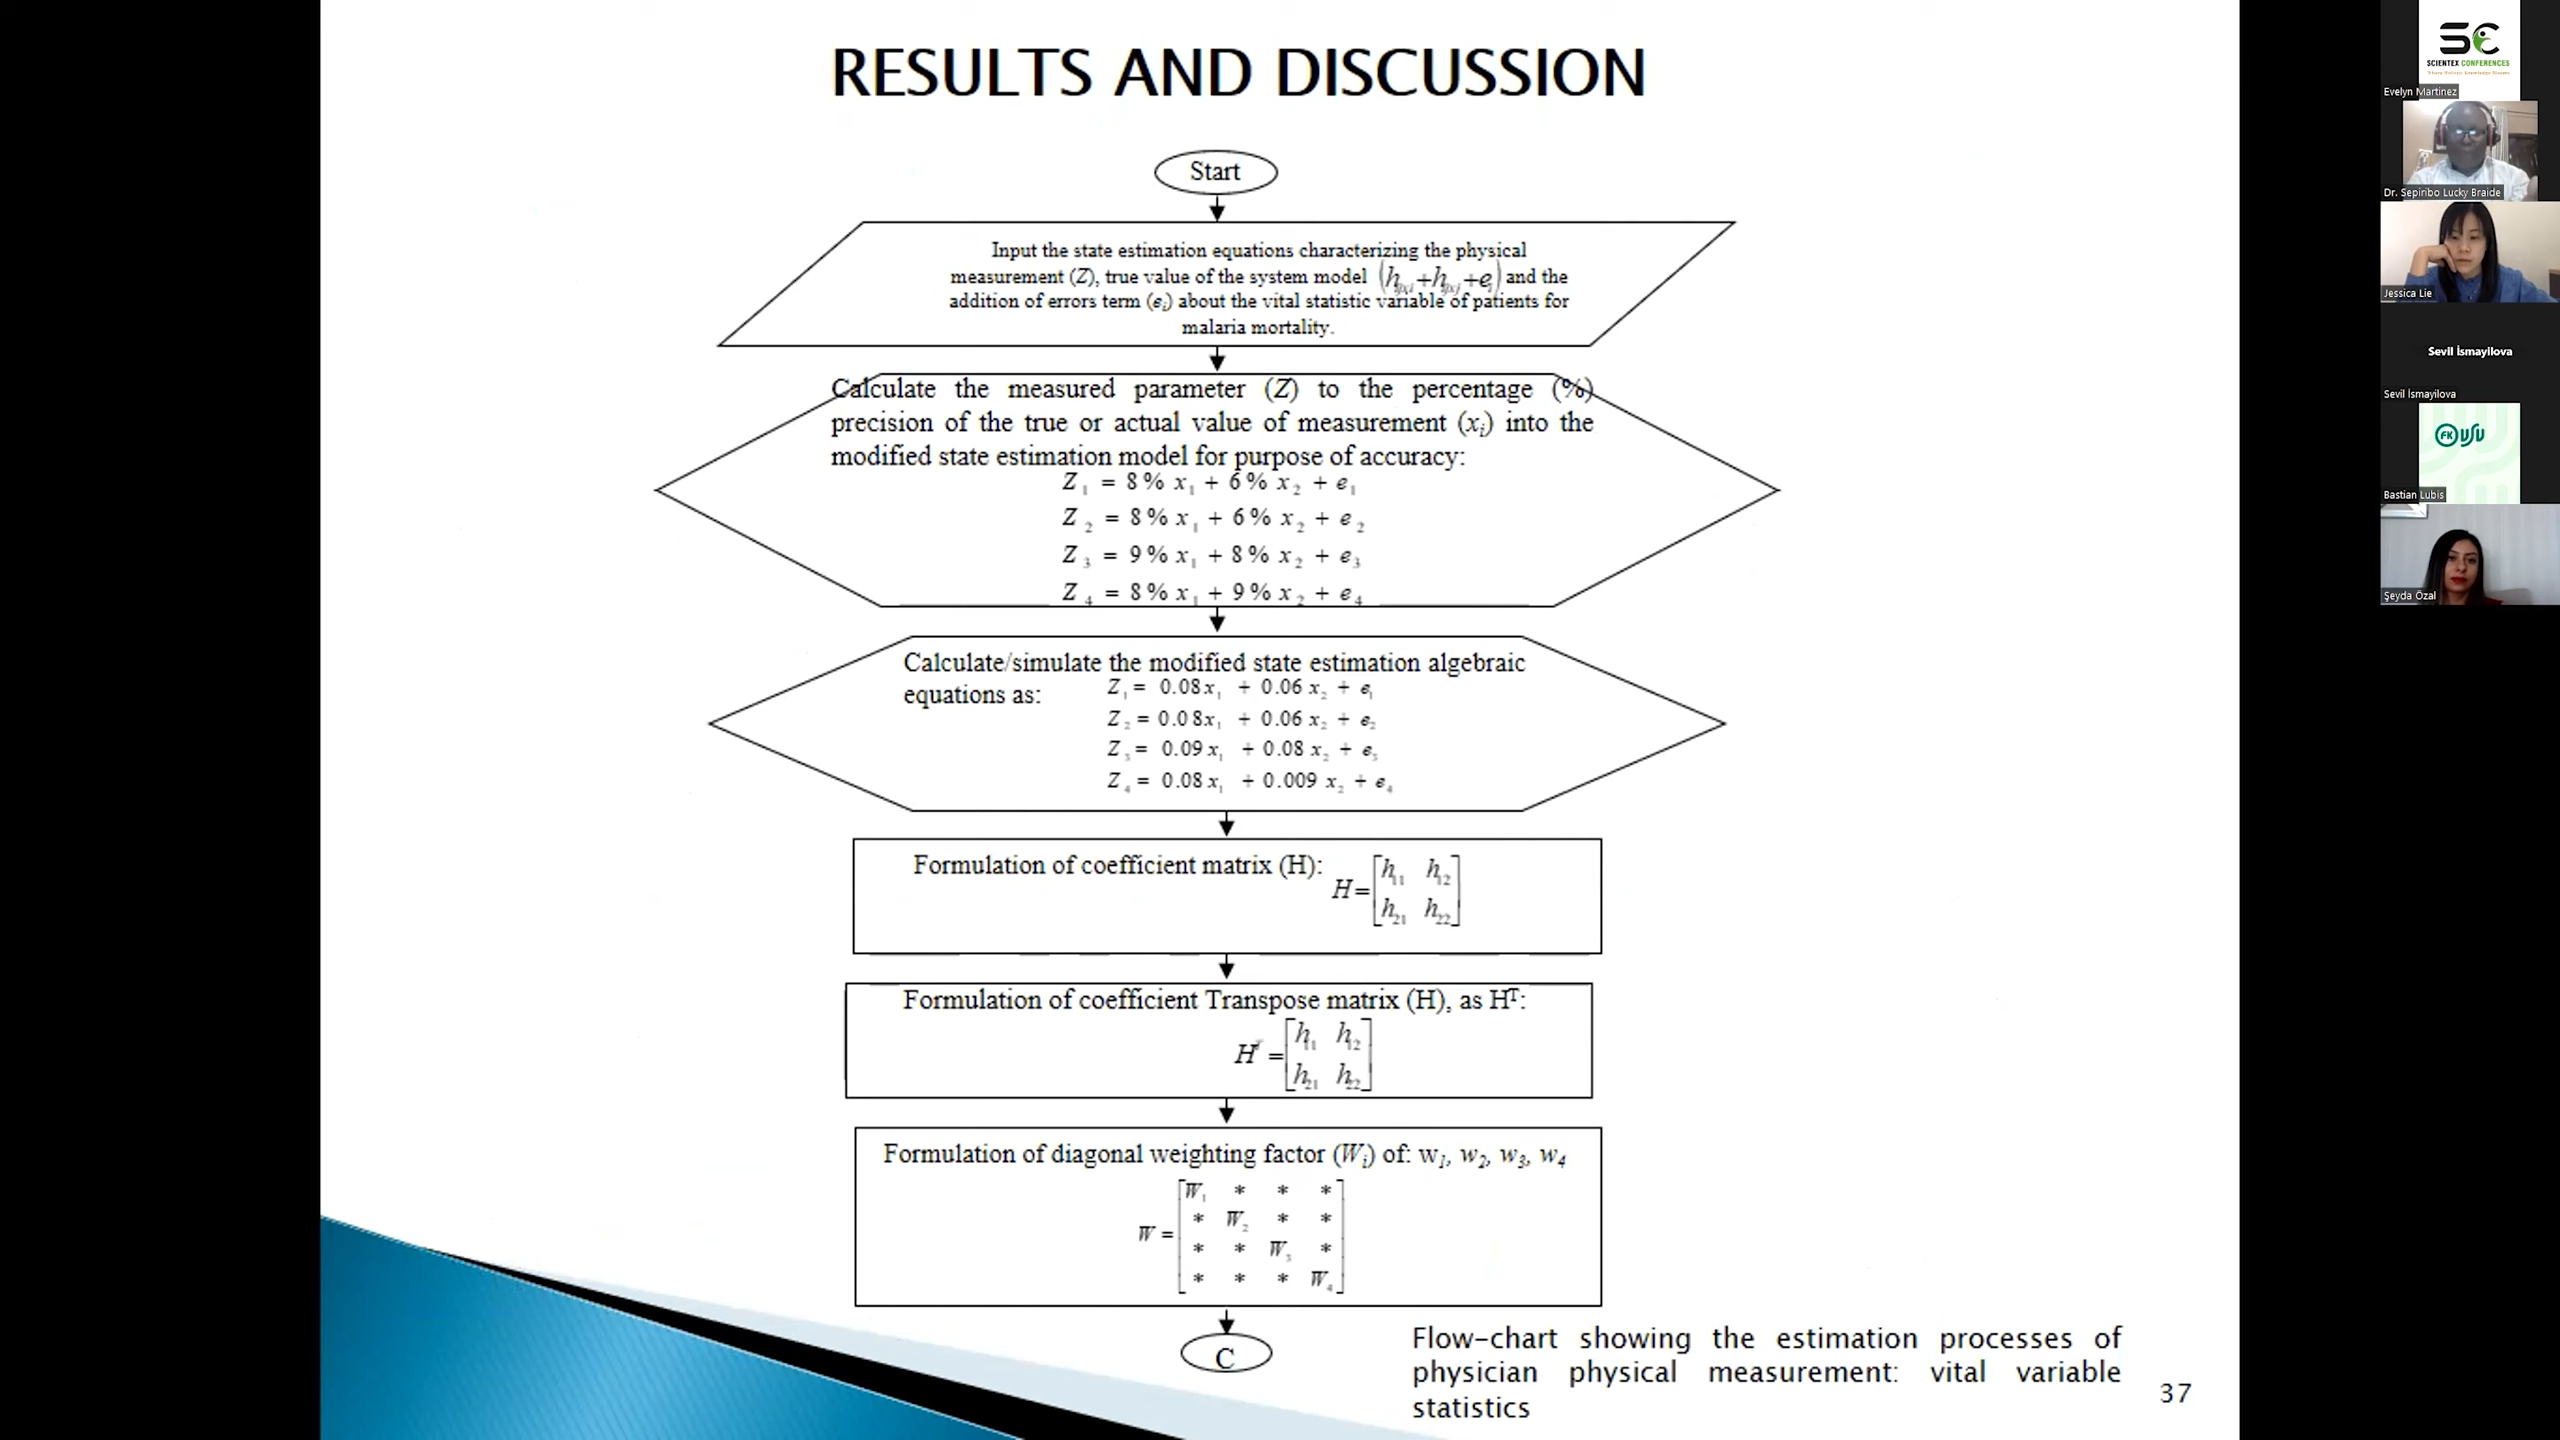 RESULTS AND DISCUSSION
Start
Input the state estimation equations characterizing the physical
measurement (Z), true value of the system model (h +h +e ) and the
addition of errors term (ei) about the vital statistic variable of patients for
malaria mortality.
Calculate the measured parameter (Z) to the percentage (%)
precision of the true or actual value of measurement (xi) into the
modified state estimation model for purpose of accuracy:
Z1 = 8% x1 + 6% x2 + e1
Z2 = 8% x1 + 6% x2 + e2
Z3 = 9% x1 + 8% x2 + e3
Z4 = 8% x1 + 9% x2 + e4
Calculate/simulate the modified state estimation algebraic
equations as:
Z1 = 0.08x1 + 0.06 x2 + e1
Z2 = 0.08x1 + 0.06 x2 + e2
Z3 = 0.09 x1 + 0.08 x2 + e3
Z4 = 0.08 x1 + 0.009 x2 + e4
Formulation of coefficient matrix (H):
H= [h11 h12
h21 h22]
Formulation of coefficient Transpose matrix (H), as HT:
HT = [h11 h12
h21 h22]
Formulation of diagonal weighting factor (Wi) of: w1, w2, w3, w4
W = [W1 * * *
* W2 * *
* * W3 *
* * * W4]
C
Flow-chart showing the estimation processes of
physician physical measurement: vital variable
statistics
37
SC
SCIENTEX CONFERENCES
Evelyn Martinez
Dr. Sepiribo Lucky Braide
Jessica Lie
Sevil İsmayilova
Sevil İsmayilova
FK USU
Bastian Lubis
Şeyda Özal